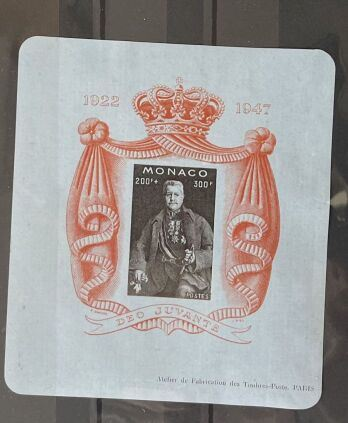 1922 1947
MONACO
200F+ 300F
POSTES
DEO JUVANTE
Atelier de Fabrication des Timbres-Poste, PARIS